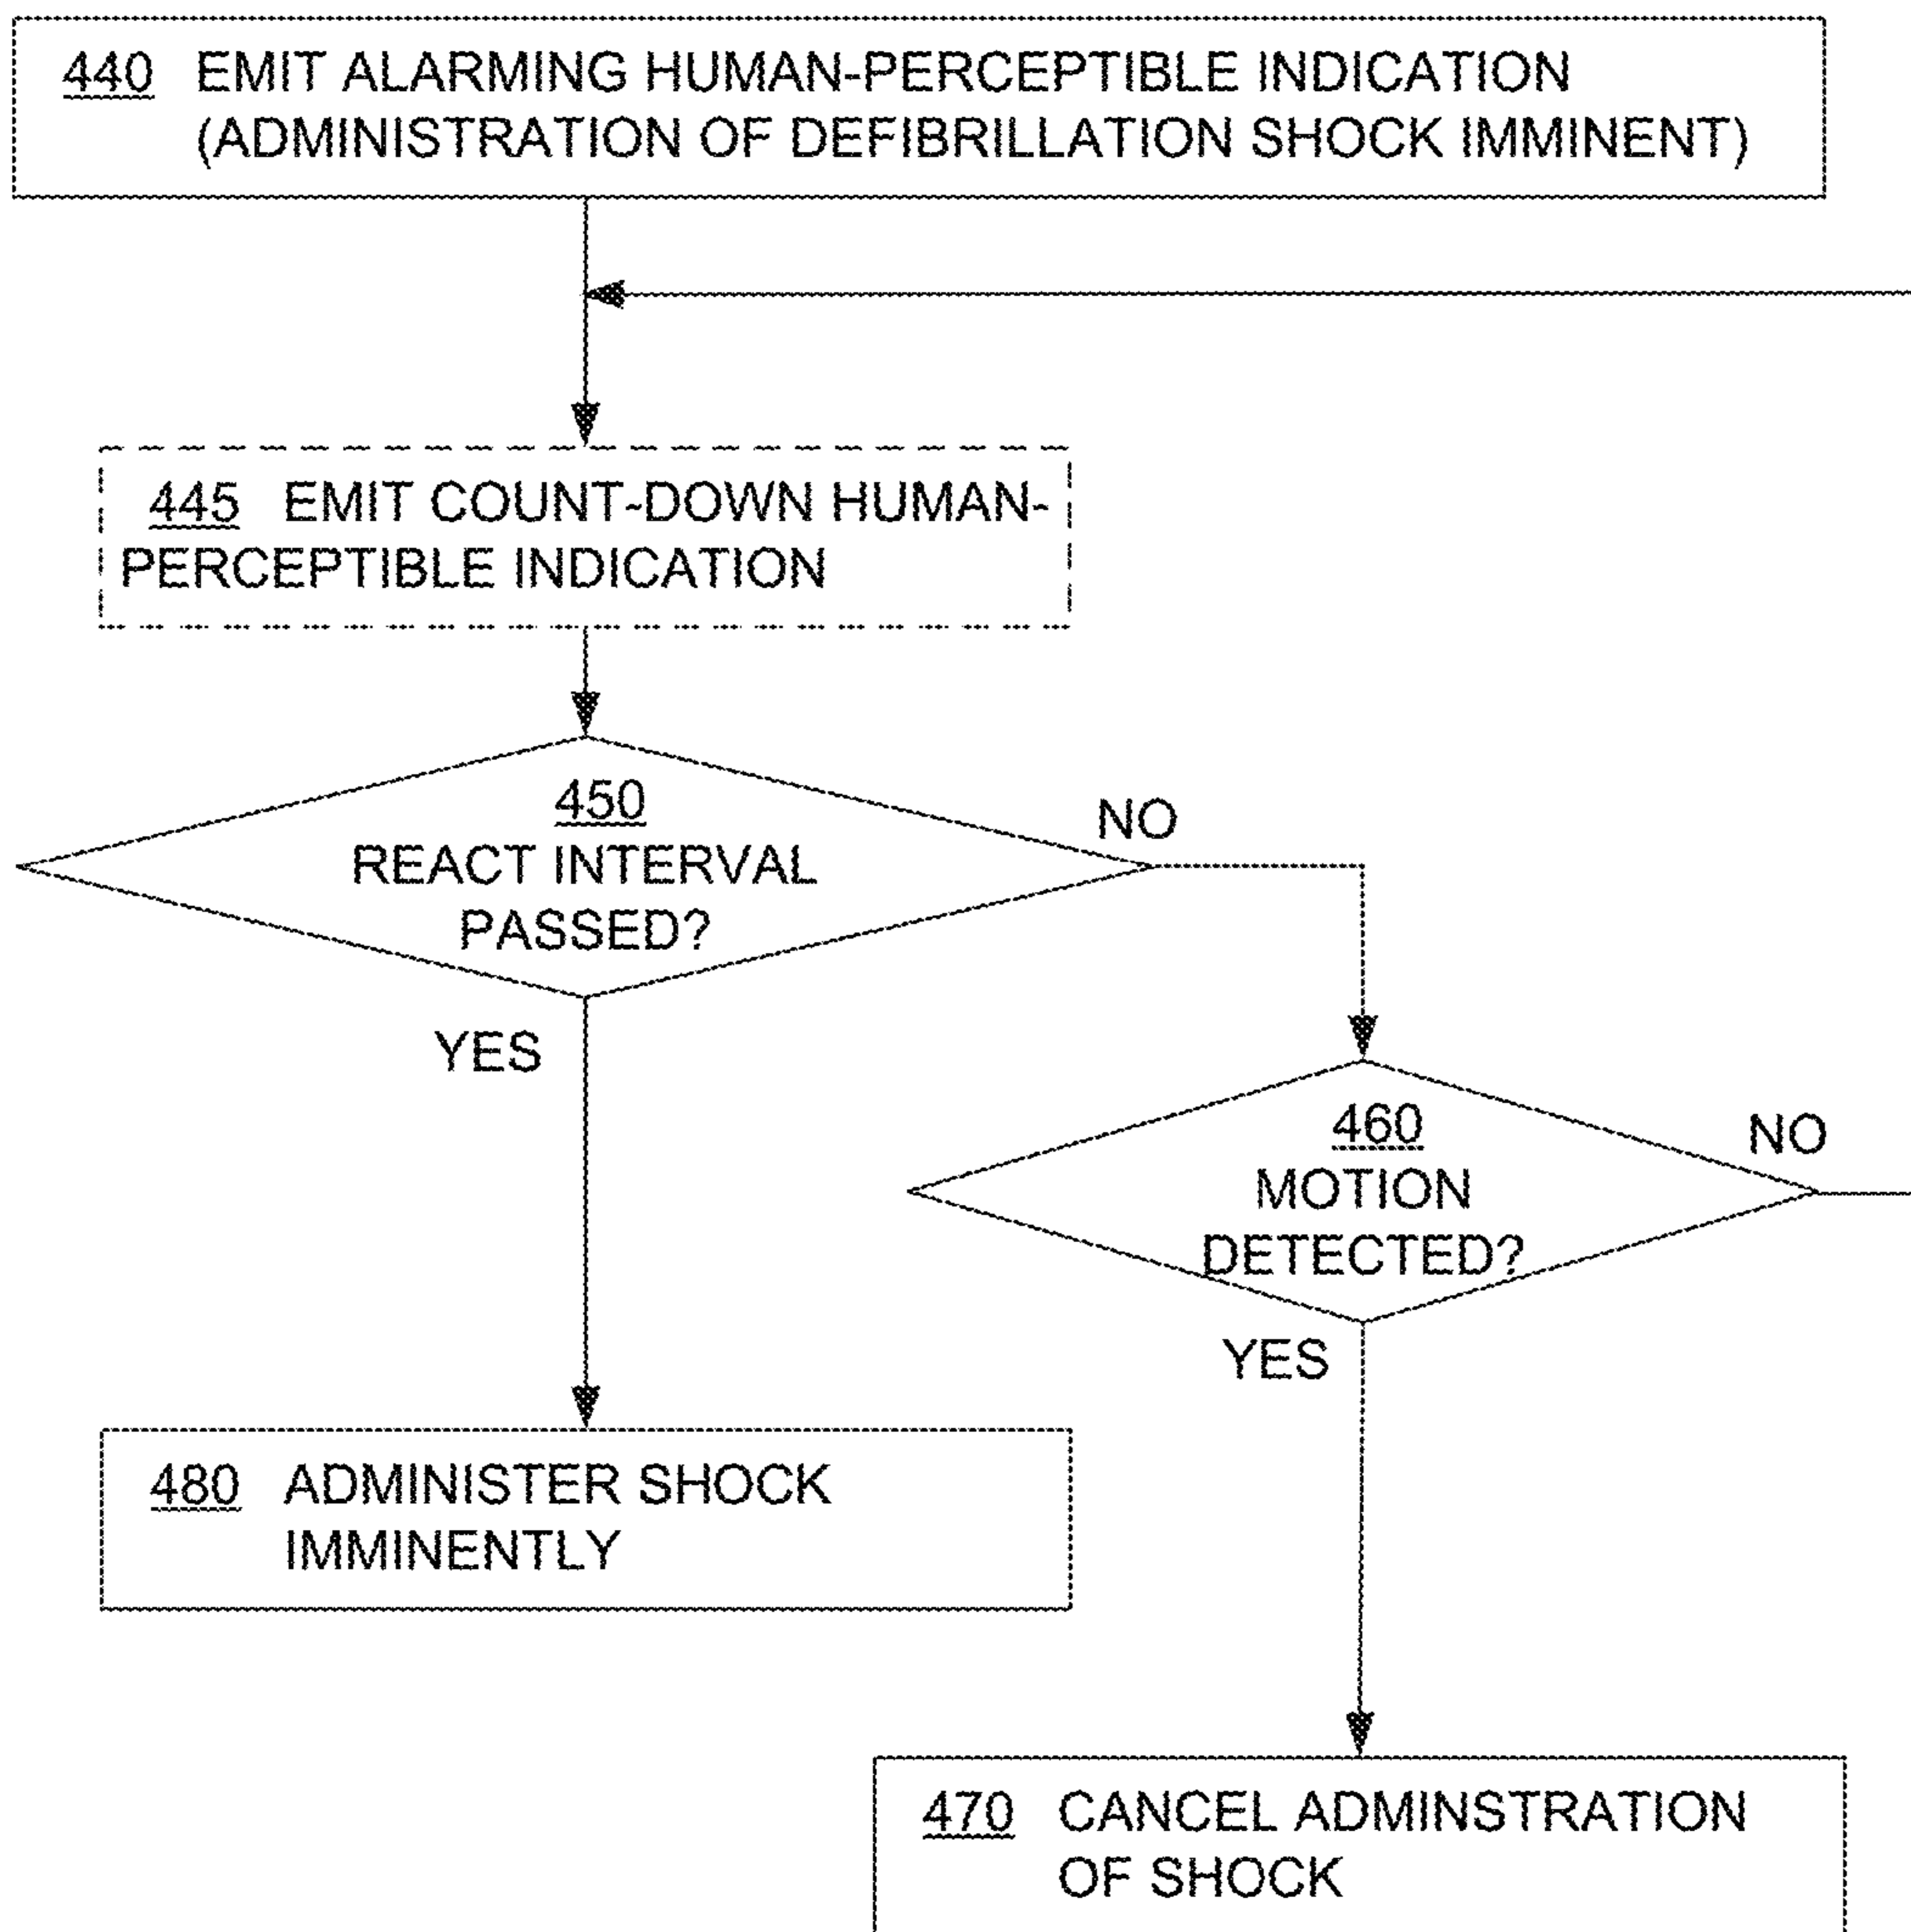 440 EMIT ALARMING HUMAN-PERCEPTIBLE INDICATION
(ADMINISTRATION OF DEFIBRILLATION SHOCK IMMINENT)
445 EMIT COUNT-DOWN HUMAN-
PERCEPTIBLE INDICATION
450
REACT INTERVAL
PASSED?
NO
YES
460
MOTION
DETECTED?
NO
YES
480 ADMINISTER SHOCK
IMMINENTLY
470 CANCEL ADMINSTRATION
OF SHOCK